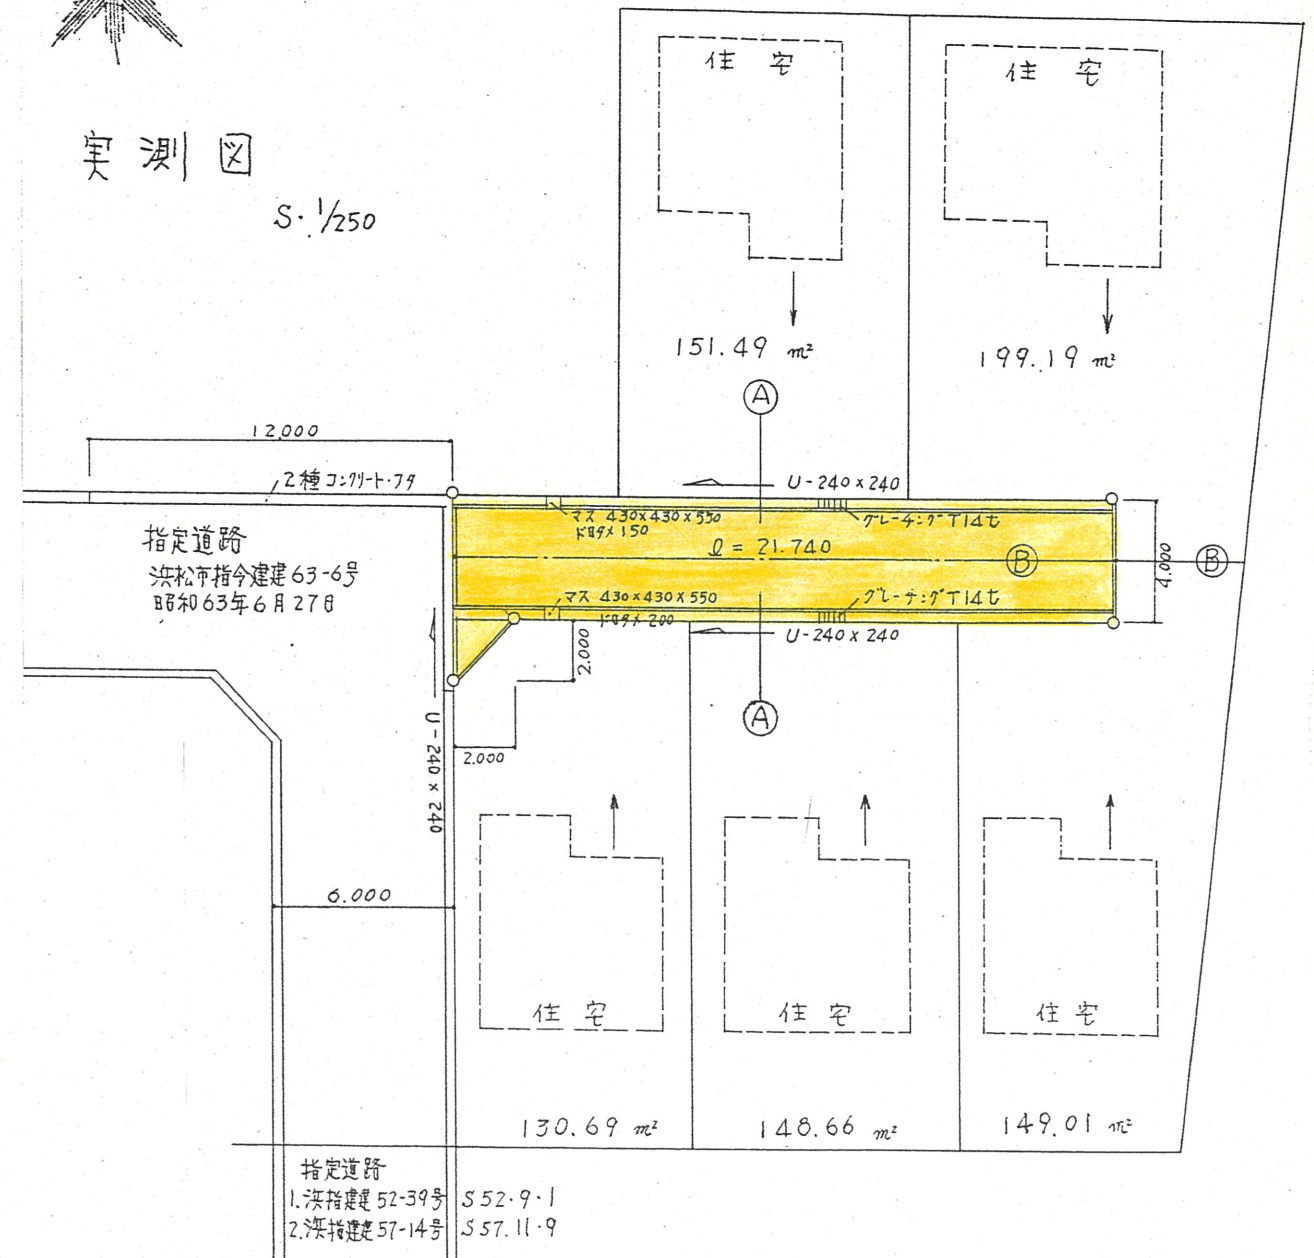 実測図
S・1/250
住宅
住宅
151.49 m²
199.19 m²
A
12,000
2種コンクリート・フタ
U-240×240
マス 430×430×550
ドロダメ 150
グレーチングT14t
指定道路
浜松市指令建建63-6号
昭和63年6月27日
ℓ = 21.740
B
B
4.000
マス 430×430×550
ドロダメ 200
グレーチングT14t
U-240×240
2.000
A
2.000
U-240×240
6.000
住宅
住宅
住宅
130.69 m²
148.66 m²
149.01 m²
指定道路
1.浜指建建52-39号 S52.9.1
2.浜指建建57-14号 S57.11.9